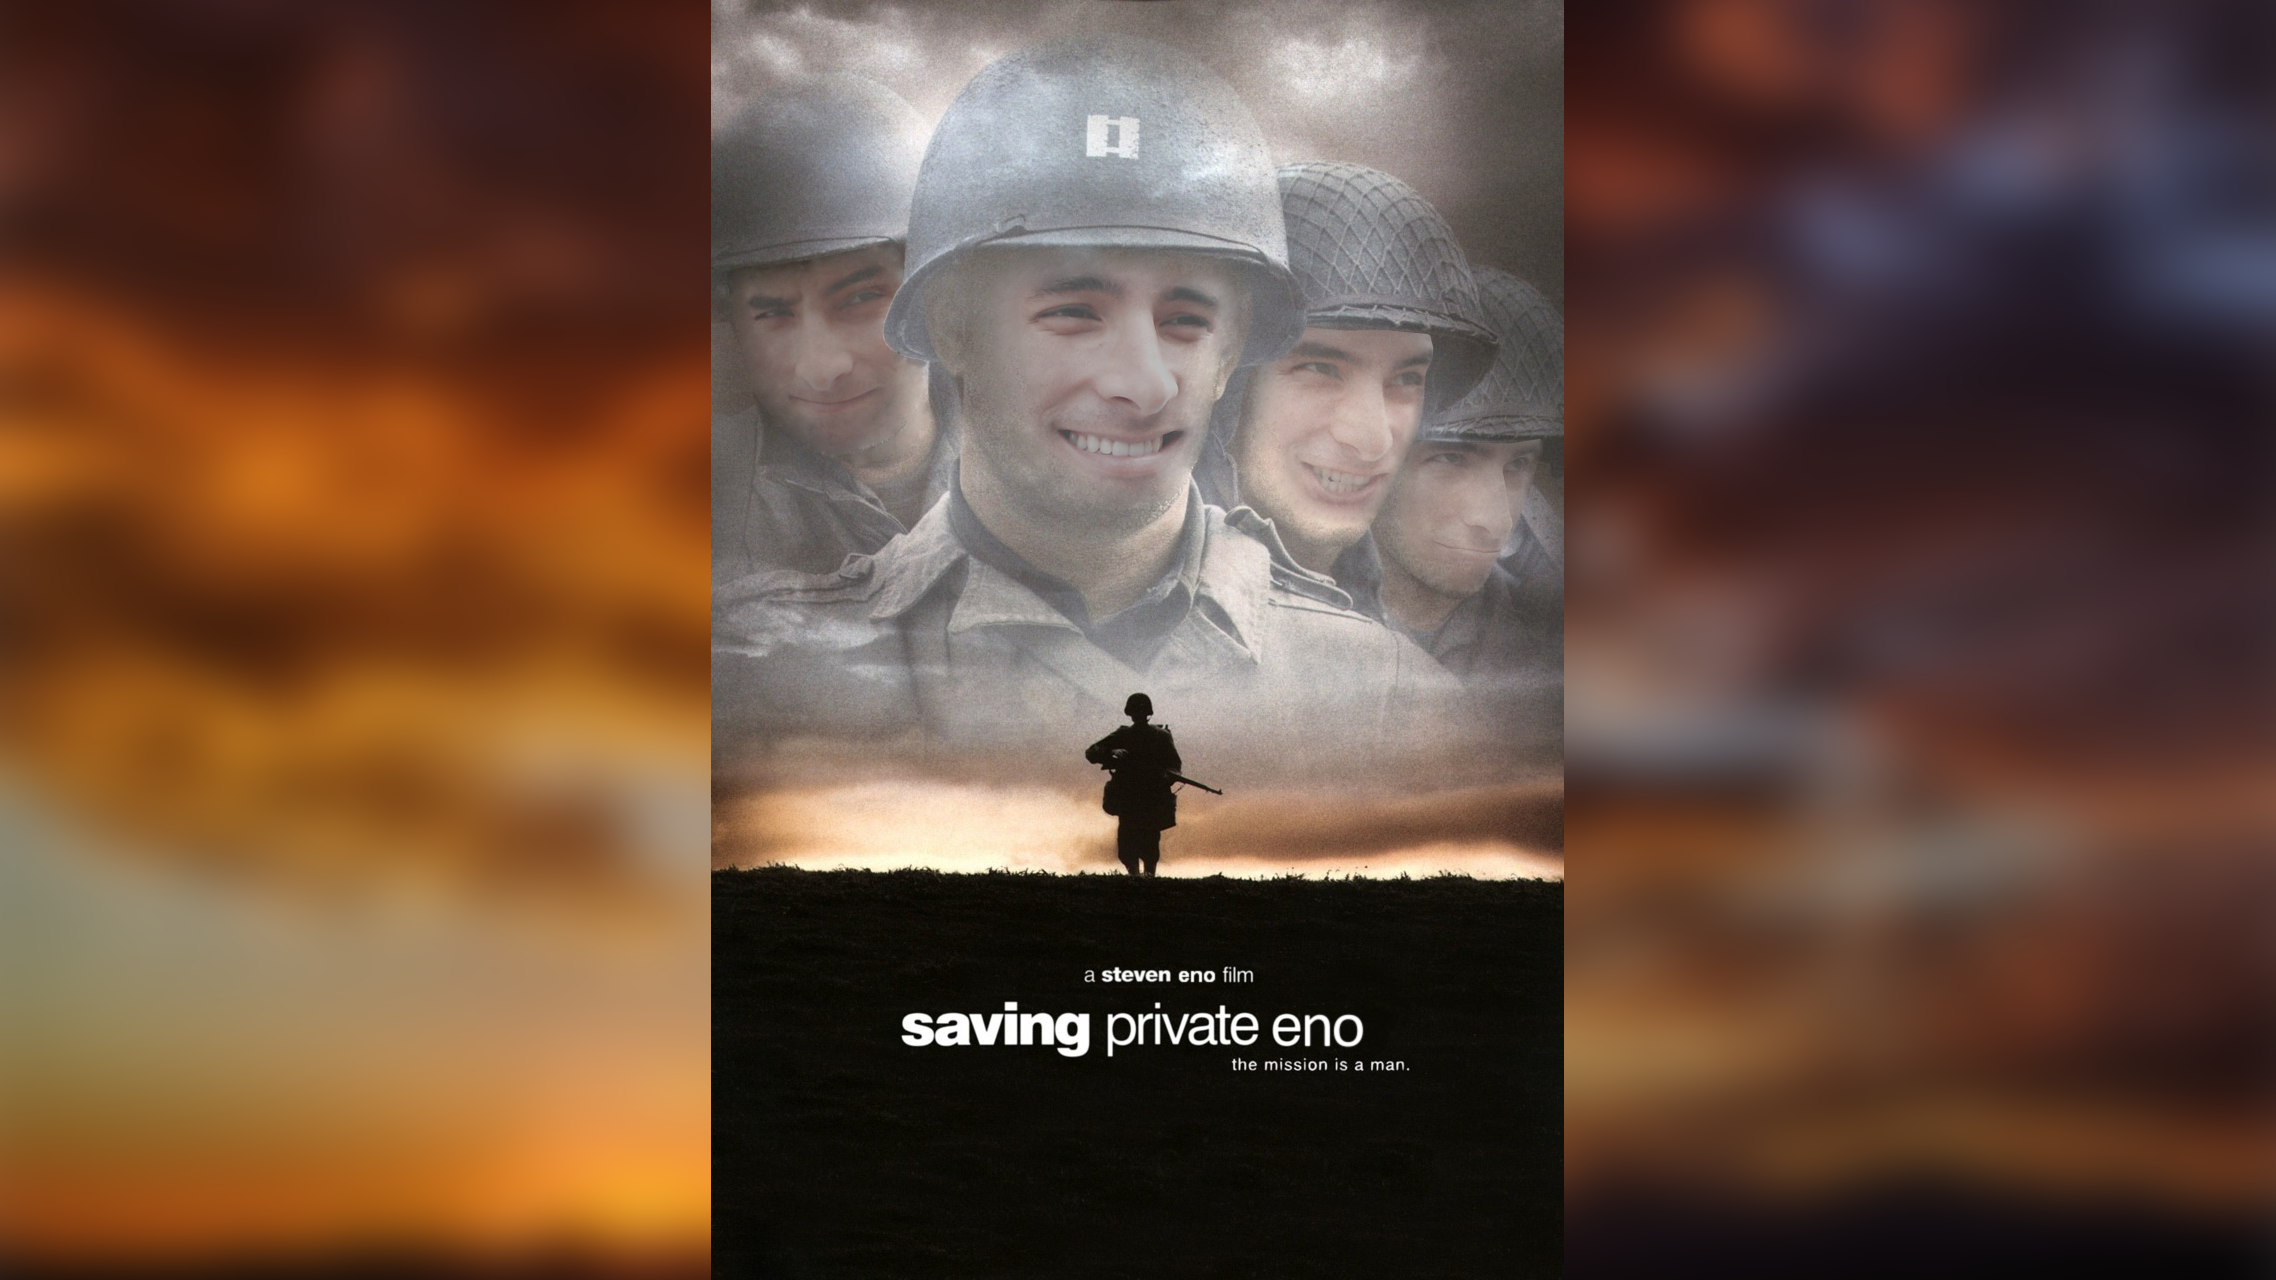 a steven eno film
saving private eno
the mission is a man.